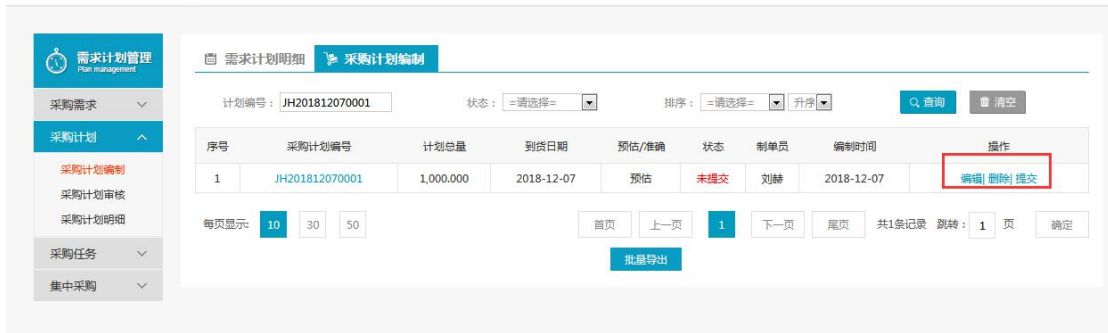 需求计划管理
Plan management
采购需求
采购计划
采购计划编制
采购计划审核
采购计划明细
采购任务
集中采购
需求计划明细 采购计划编制
计划编号： JH201812070001 状态： =请选择= 排序： =请选择= 升序 查询 清空
序号 采购计划编号 计划总量 到货日期 预估/准确 状态 制单员 编制时间 操作
1 JH201812070001 1,000.000 2018-12-07 预估 未提交 刘赫 2018-12-07 编辑| 删除| 提交
每页显示: 10 30 50 首页 上一页 1 下一页 尾页 共1条记录 跳转： 1 页 确定
批量导出